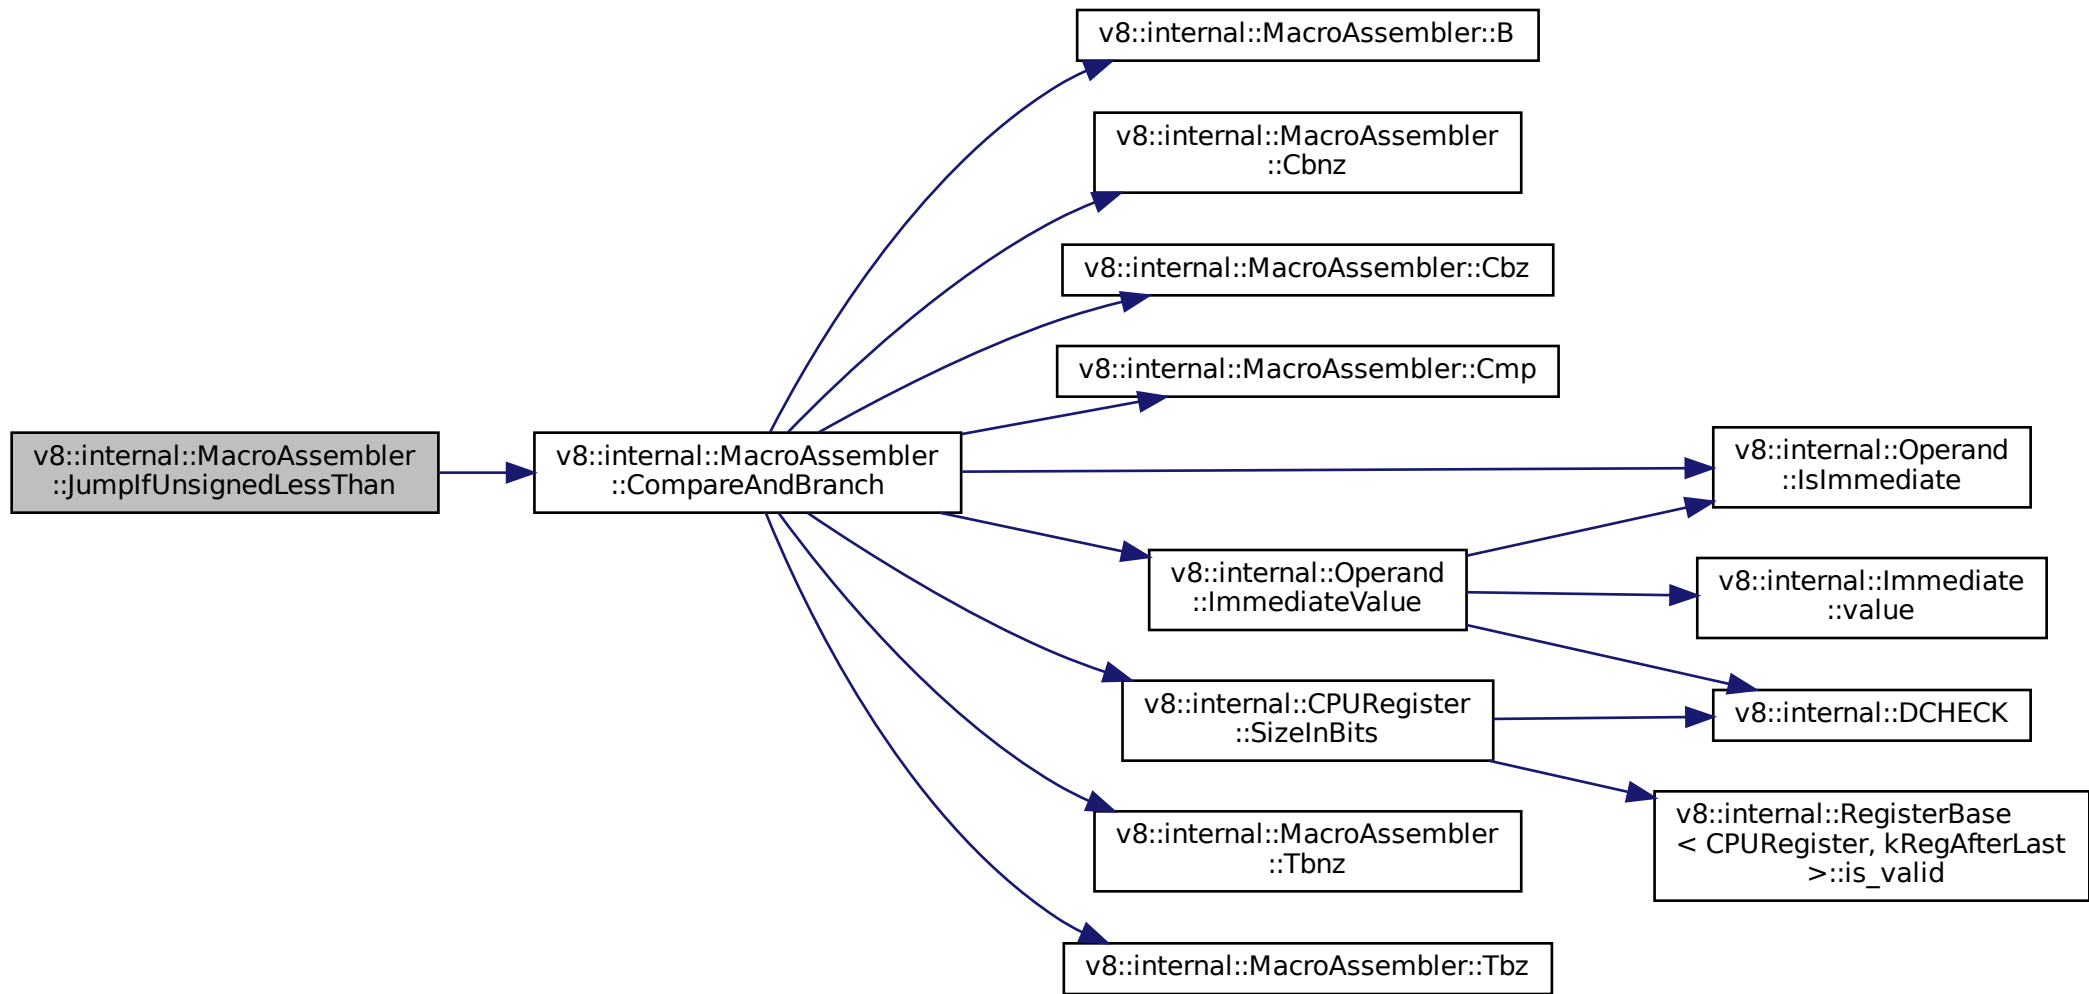 v8::internal::MacroAssembler
::JumpIfUnsignedLessThan
v8::internal::MacroAssembler
::CompareAndBranch
v8::internal::MacroAssembler::B
v8::internal::MacroAssembler
::Cbnz
v8::internal::MacroAssembler::Cbz
v8::internal::MacroAssembler::Cmp
v8::internal::Operand
::IsImmediate
v8::internal::Operand
::ImmediateValue
v8::internal::Immediate
::value
v8::internal::CPURegister
::SizeInBits
v8::internal::DCHECK
v8::internal::RegisterBase
< CPURegister, kRegAfterLast
>::is_valid
v8::internal::MacroAssembler
::Tbnz
v8::internal::MacroAssembler::Tbz